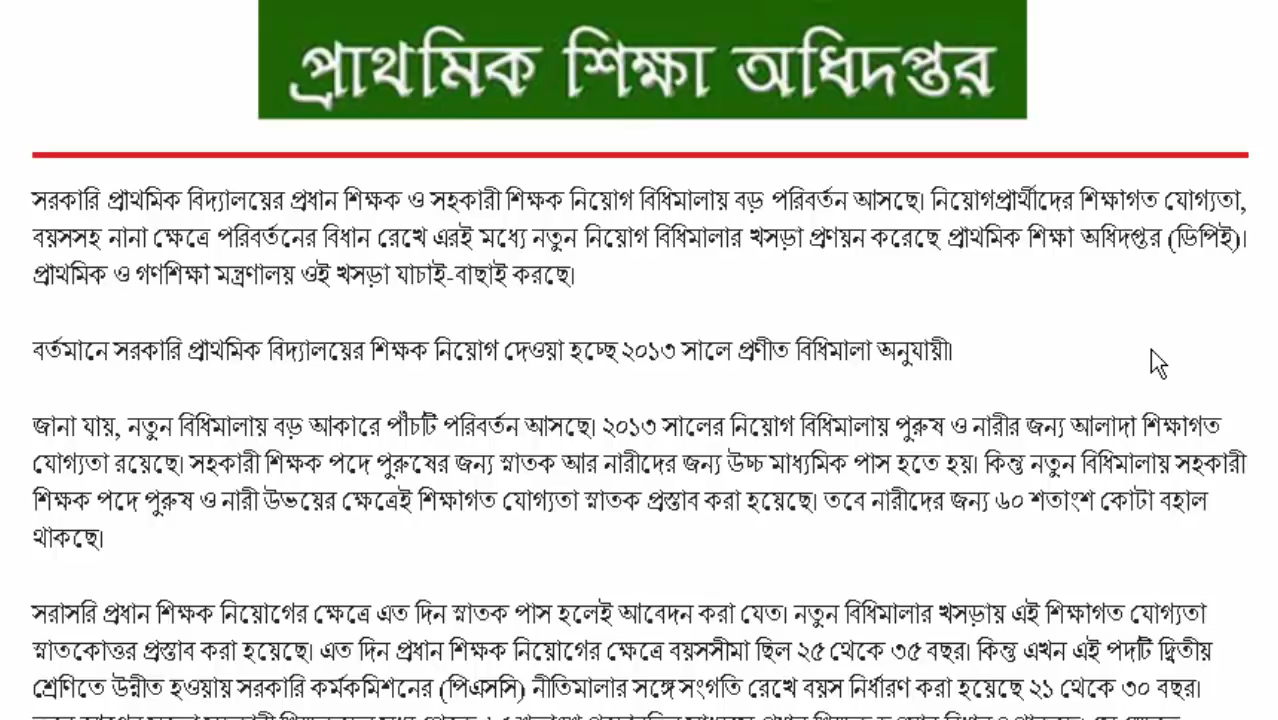 প্রাথমিক শিক্ষা অধিদপ্তর
সরকারি প্রাথমিক বিদ্যালয়ের প্রধান শিক্ষক ও সহকারী শিক্ষক নিয়োগ বিধিমালায় বড় পরিবর্তন আসছে। নিয়োগপ্রার্থীদের শিক্ষাগত যোগ্যতা,
বয়সসহ নানা ক্ষেত্রে পরিবর্তনের বিধান রেখে এরই মধ্যে নতুন নিয়োগ বিধিমালার খসড়া প্রণয়ন করেছে প্রাথমিক শিক্ষা অধিদপ্তর (ডিপিই)।
প্রাথমিক ও গণশিক্ষা মন্ত্রণালয় ওই খসড়া যাচাই-বাছাই করছে।
বর্তমানে সরকারি প্রাথমিক বিদ্যালয়ের শিক্ষক নিয়োগ দেওয়া হচ্ছে ২০১৩ সালে প্রণীত বিধিমালা অনুযায়ী।
জানা যায়, নতুন বিধিমালায় বড় আকারে পাঁচটি পরিবর্তন আসছে। ২০১৩ সালের নিয়োগ বিধিমালায় পুরুষ ও নারীর জন্য আলাদা শিক্ষাগত
যোগ্যতা রয়েছে। সহকারী শিক্ষক পদে পুরুষের জন্য স্নাতক আর নারীদের জন্য উচ্চ মাধ্যমিক পাস হতে হয়। কিন্তু নতুন বিধিমালায় সহকারী
শিক্ষক পদে পুরুষ ও নারী উভয়ের ক্ষেত্রেই শিক্ষাগত যোগ্যতা স্নাতক প্রস্তাব করা হয়েছে। তবে নারীদের জন্য ৬০ শতাংশ কোটা বহাল
থাকছে।
সরাসরি প্রধান শিক্ষক নিয়োগের ক্ষেত্রে এত দিন স্নাতক পাস হলেই আবেদন করা যেত। নতুন বিধিমালার খসড়ায় এই শিক্ষাগত যোগ্যতা
স্নাতকোত্তর প্রস্তাব করা হয়েছে। এত দিন প্রধান শিক্ষক নিয়োগের ক্ষেত্রে বয়সসীমা ছিল ২৫ থেকে ৩৫ বছর। কিন্তু এখন এই পদটি দ্বিতীয়
শ্রেণিতে উন্নীত হওয়ায় সরকারি কর্মকমিশনের (পিএসসি) নীতিমালার সঙ্গে সংগতি রেখে বয়স নির্ধারণ করা হয়েছে ২১ থেকে ৩০ বছর।